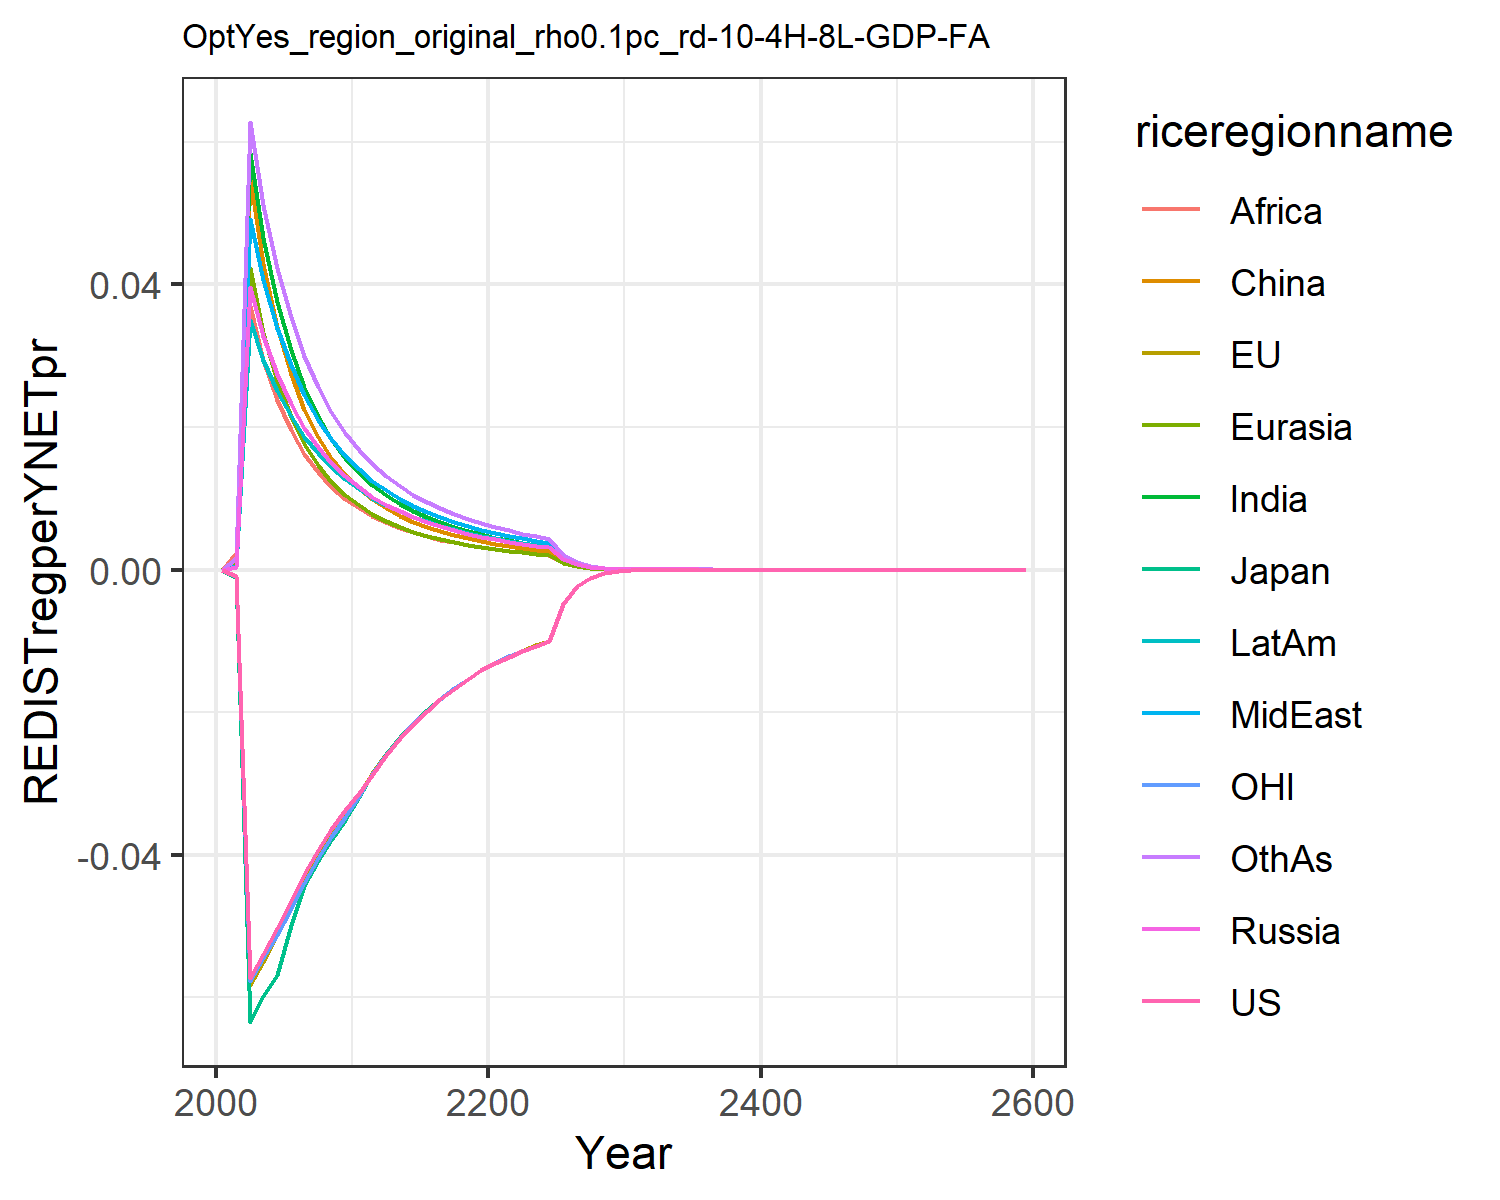 OptYes_region_original_rho0.1pc_rd-10-4H-8L-GDP-FA
REDISTregperYNETpr
0.04
0.00
-0.04
2000
2200
2400
2600
Year
riceregionname
Africa
China
EU
Eurasia
India
Japan
LatAm
MidEast
OHI
OthAs
Russia
US